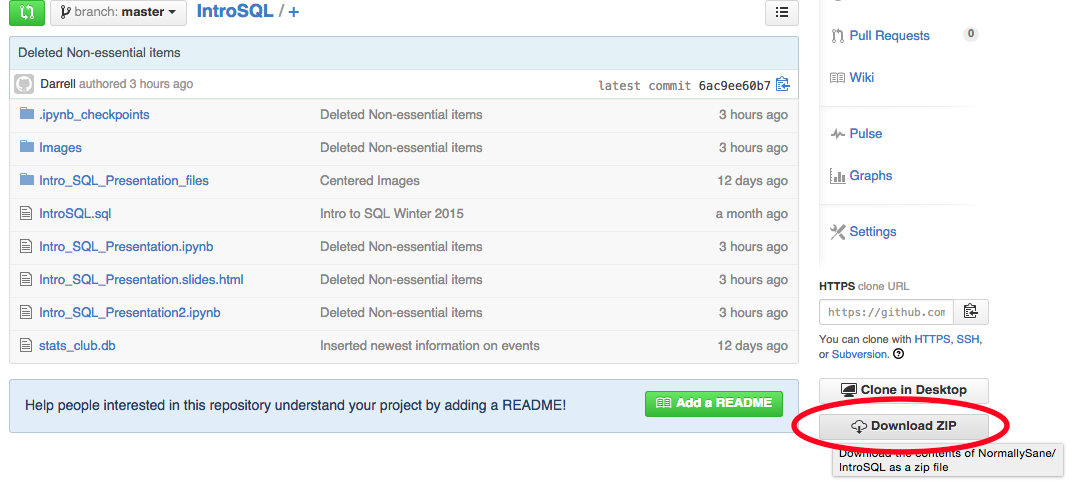 branch: master
IntroSQL / +
Deleted Non-essential items
Darrell authored 3 hours ago
latest commit 6ac9ee60b7
.ipynb_checkpoints Deleted Non-essential items 3 hours ago
Images Deleted Non-essential items 3 hours ago
Intro_SQL_Presentation_files Centered Images 12 days ago
IntroSQL.sql Intro to SQL Winter 2015 a month ago
Intro_SQL_Presentation.ipynb Deleted Non-essential items 3 hours ago
Intro_SQL_Presentation.slides.html Deleted Non-essential items 3 hours ago
Intro_SQL_Presentation2.ipynb Deleted Non-essential items 3 hours ago
stats_club.db Inserted newest information on events 12 days ago
Help people interested in this repository understand your project by adding a README!
Add a README
Pull Requests 0
Wiki
Pulse
Graphs
Settings
HTTPS clone URL
https://github.com
You can clone with HTTPS, SSH,
or Subversion.
Clone in Desktop
Download ZIP
Download the contents of NormallySane/
IntroSQL as a zip file